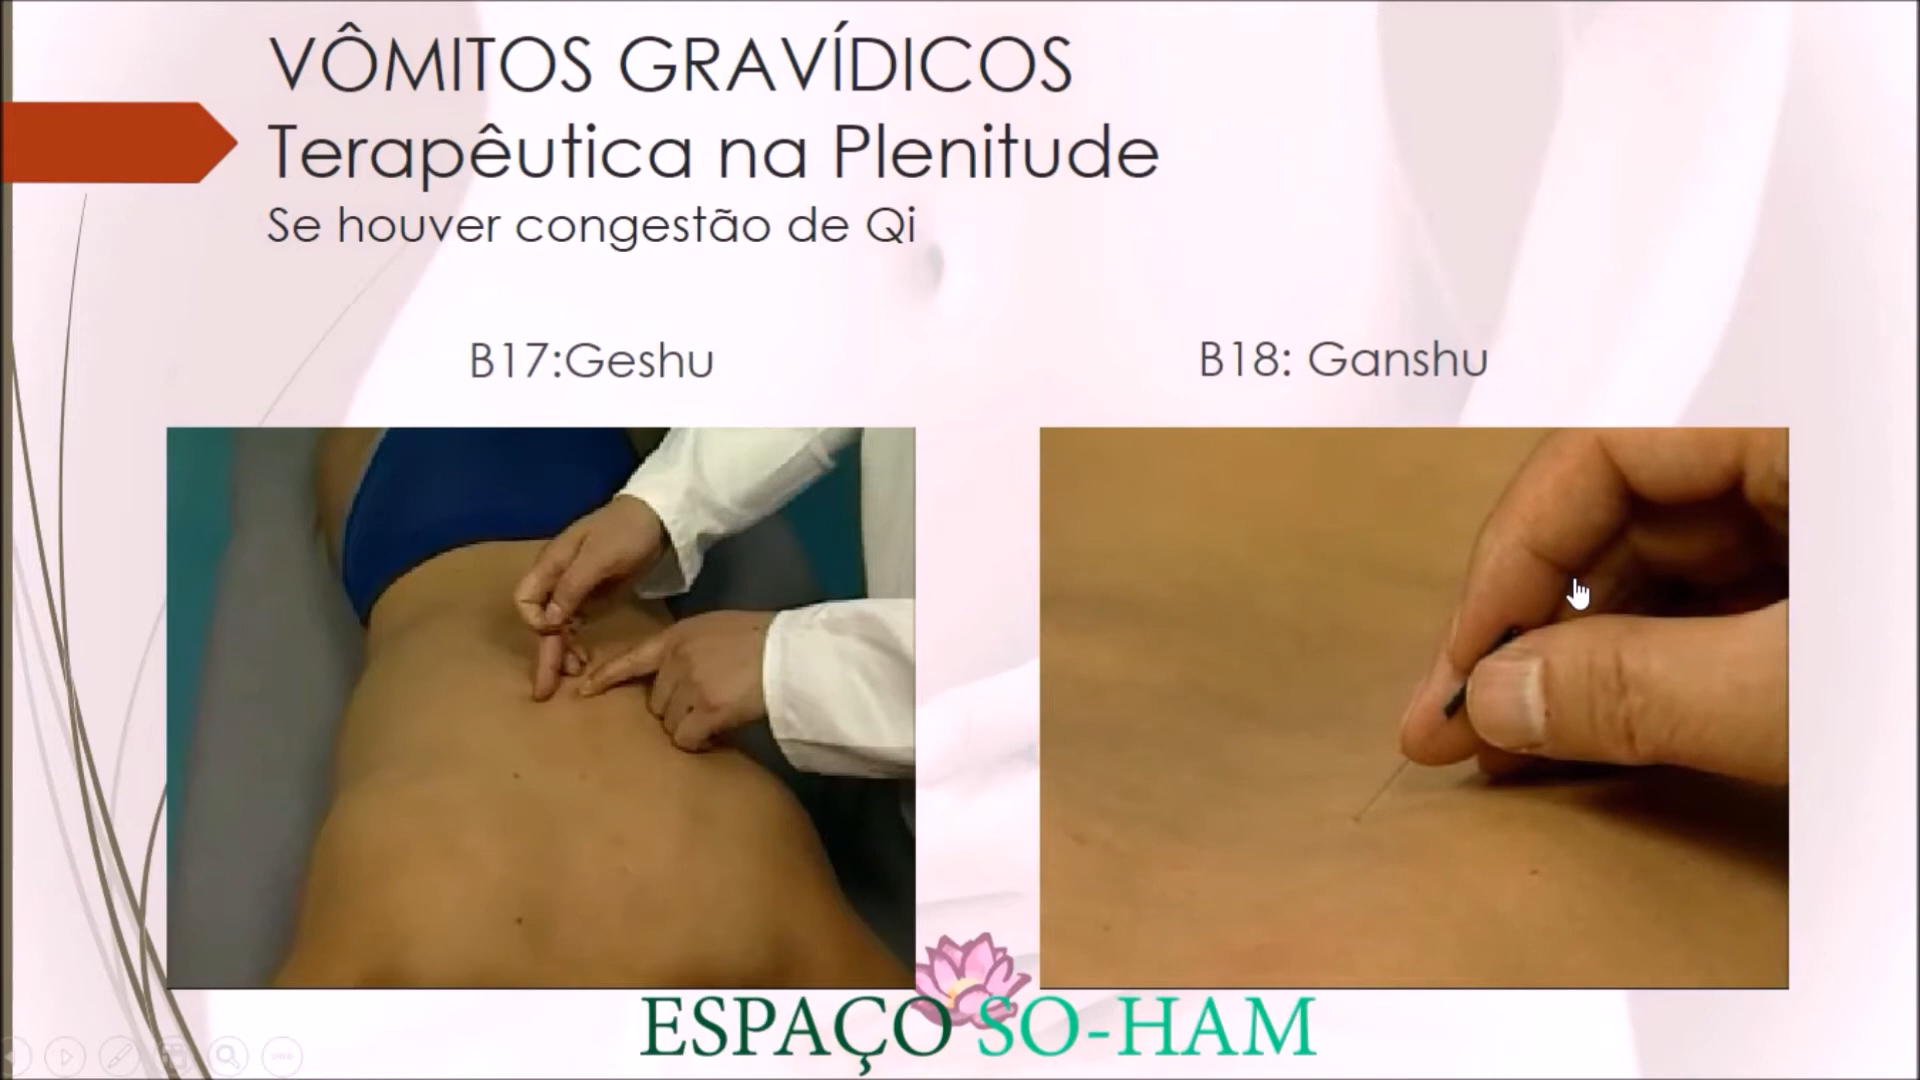 VÔMITOS GRAVÍDICOS
Terapêutica na Plenitude
Se houver congestão de Qi
B17:Geshu
B18: Ganshu
ESPAÇO SO-HAM